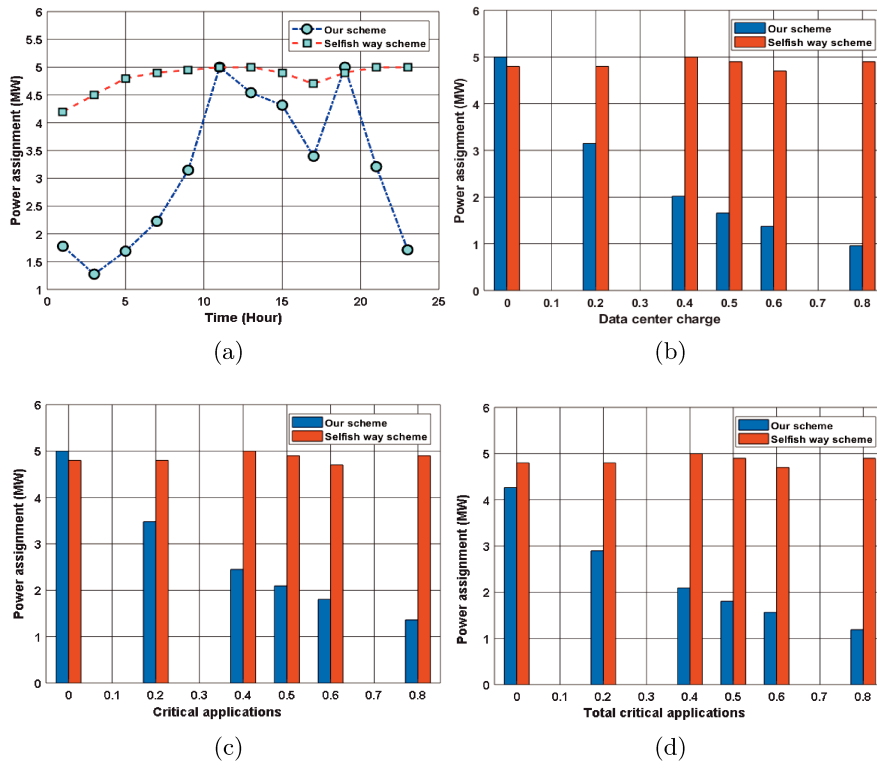 6
5.5
5
4.5
4
3.5
3
2.5
2
1.5
1
0 5 10 15 20 25
Power assignment (MW)
Time (Hour)
Our scheme
Selfish way scheme
(a)
6
5
4
3
2
1
0
0 0.1 0.2 0.3 0.4 0.5 0.6 0.7 0.8
Power assignment (MW)
Data center charge
Our scheme
Selfish way scheme
(b)
6
5
4
3
2
1
0
0 0.1 0.2 0.3 0.4 0.5 0.6 0.7 0.8
Power assignment (MW)
Critical applications
Our scheme
Selfish way scheme
(c)
6
5
4
3
2
1
0
0 0.1 0.2 0.3 0.4 0.5 0.6 0.7 0.8
Power assignment (MW)
Total critical applications
Our scheme
Selfish way scheme
(d)